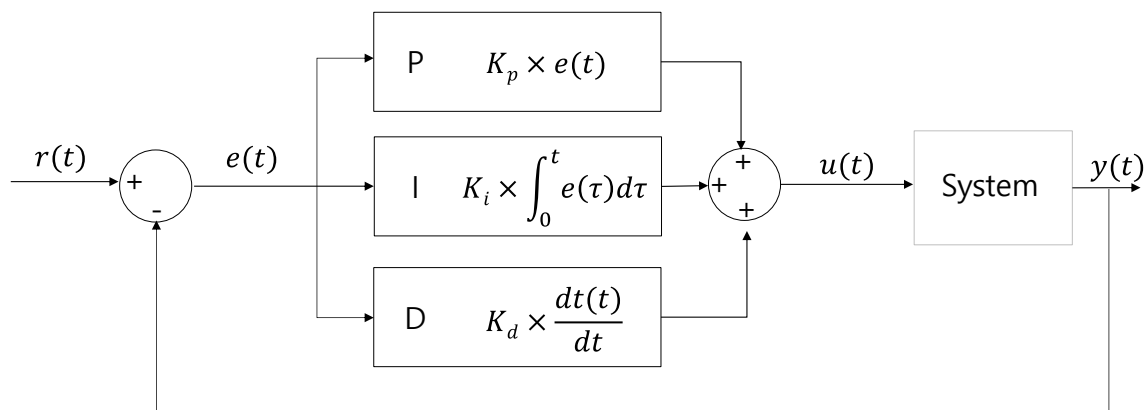 P K_p × e(t)
r(t) + - e(t)
I K_i × ∫_0^t e(τ)dτ
+ + +
u(t)
System
y(t)
D K_d × dt(t)/dt